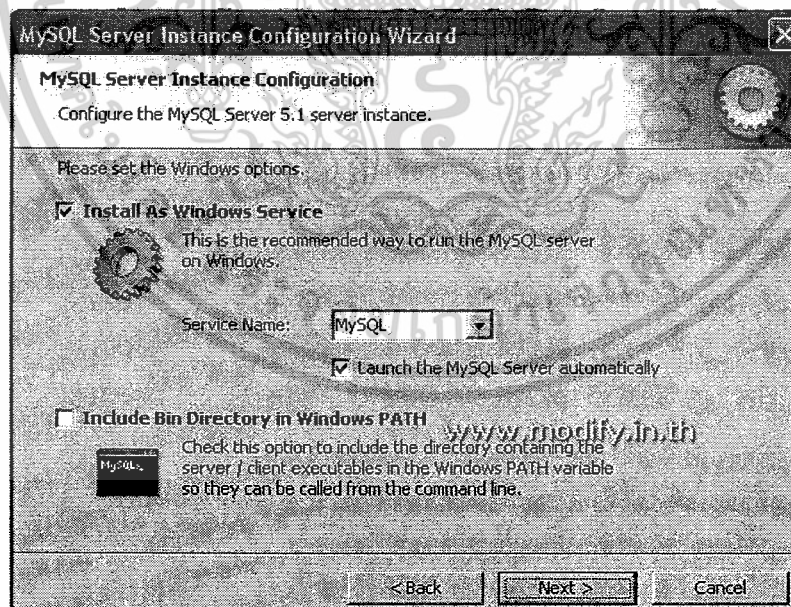 MySQL Server Instance Configuration Wizard
MySQL Server Instance Configuration
Configure the MySQL Server 5.1 server instance.
Please set the Windows options.
Install As Windows Service
This is the recommended way to run the MySQL server
on Windows.
Service Name: MySQL
Launch the MySQL Server automatically
Include Bin Directory in Windows PATH
www.modify.in.th
Check this option to include the directory containing the
server / client executables in the Windows PATH variable
so they can be called from the command line.
MySQL
< Back Next > Cancel